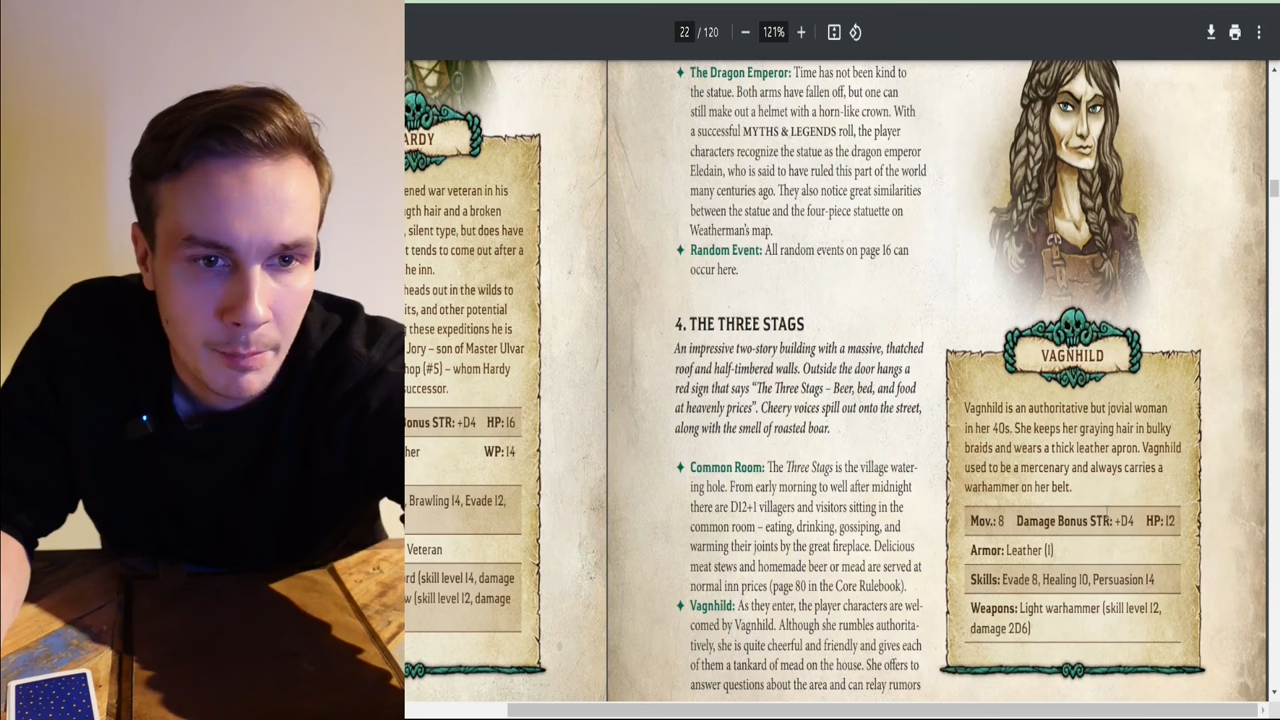 22 / 120
121%
ARDY
ened war veteran in his
gth hair and a broken
, silent type, but does have
t tends to come out after a
he inn.
heads out in the wilds to
its, and other potential
these expeditions he is
Jory – son of Master Ulvar
hop (#5) – whom Hardy
successor.
onus STR: +D4 HP: 16
her WP: 14
, Brawling 14, Evade 12,
Veteran
rd (skill level 14, damage
w (skill level 12, damage
The Dragon Emperor: Time has not been kind to
the statue. Both arms have fallen off, but one can
still make out a helmet with a horn-like crown. With
a successful MYTHS & LEGENDS roll, the player
characters recognize the statue as the dragon emperor
Eledain, who is said to have ruled this part of the world
many centuries ago. They also notice great similarities
between the statue and the four-piece statuette on
Weatherman's map.
Random Event: All random events on page 16 can
occur here.
4. THE THREE STAGS
An impressive two-story building with a massive, thatched
roof and half-timbered walls. Outside the door hangs a
red sign that says “The Three Stags – Beer, bed, and food
at heavenly prices”. Cheery voices spill out onto the street,
along with the smell of roasted boar.
Common Room: The Three Stags is the village water-
ing hole. From early morning to well after midnight
there are D12+1 villagers and visitors sitting in the
common room – eating, drinking, gossiping, and
warming their joints by the great fireplace. Delicious
meat stews and homemade beer or mead are served at
normal inn prices (page 80 in the Core Rulebook).
Vagnhild: As they enter, the player characters are wel-
comed by Vagnhild. Although she rumbles authorita-
tively, she is quite cheerful and friendly and gives each
of them a tankard of mead on the house. She offers to
answer questions about the area and can relay rumors
VAGNHILD
Vagnhild is an authoritative but jovial woman
in her 40s. She keeps her graying hair in bulky
braids and wears a thick leather apron. Vagnhild
used to be a mercenary and always carries a
warhammer on her belt.
Mov.: 8 Damage Bonus STR: +D4 HP: 12
Armor: Leather (1)
Skills: Evade 8, Healing 10, Persuasion 14
Weapons: Light warhammer (skill level 12,
damage 2D6)